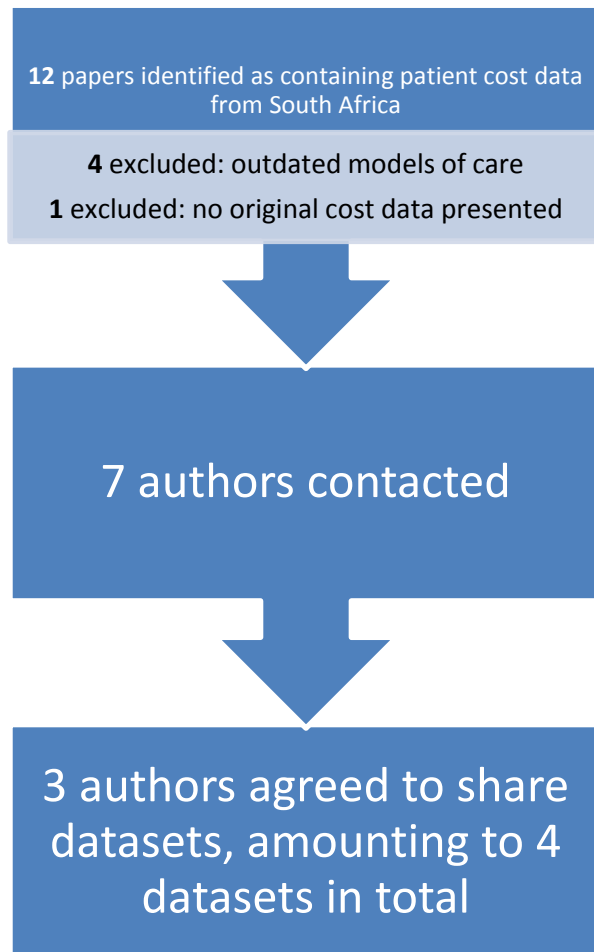 12 papers identified as containing patient cost data
from South Africa
4 excluded: outdated models of care
1 excluded: no original cost data presented
7 authors contacted
3 authors agreed to share
datasets, amounting to 4
datasets in total